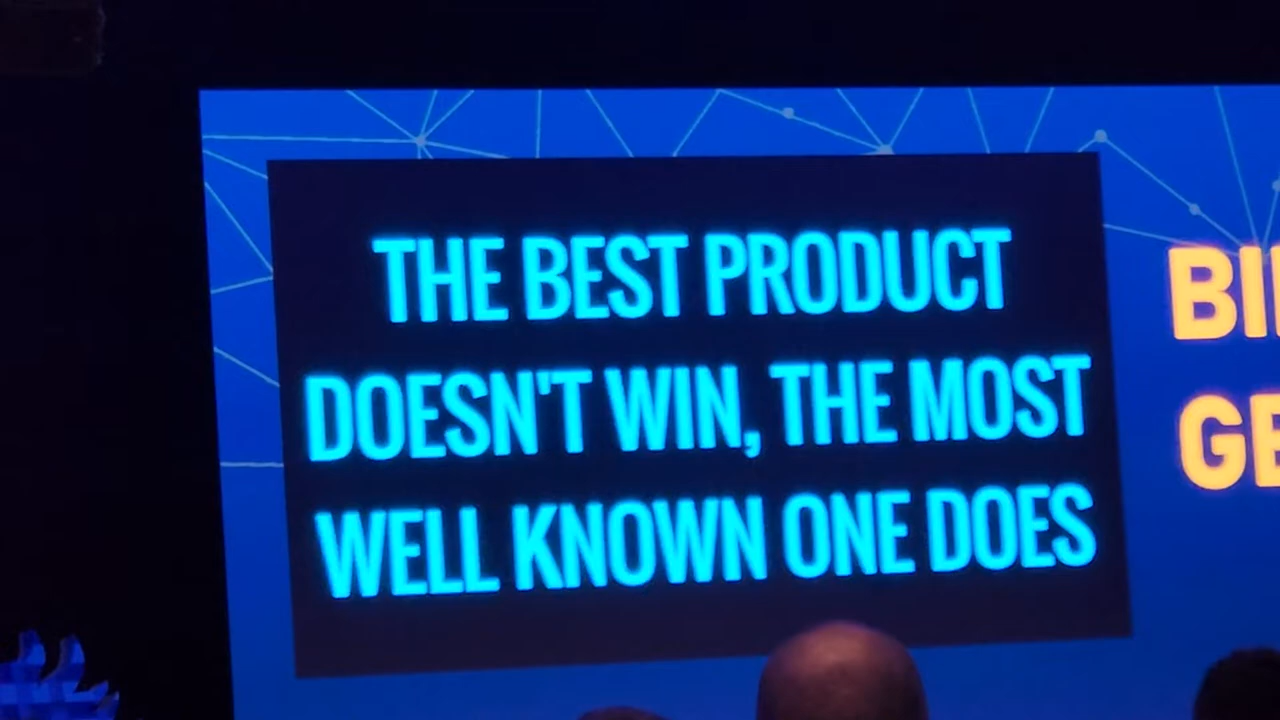 THE BEST PRODUCT
DOESN'T WIN, THE MOST
WELL KNOWN ONE DOES